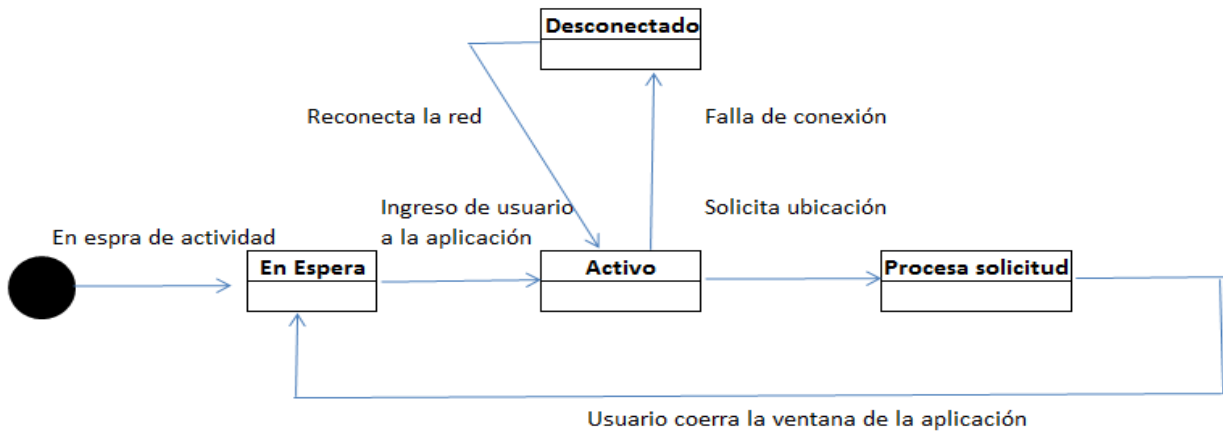 Desconectado
Reconecta la red
Falla de conexión
Ingreso de usuario
a la aplicación
Solicita ubicación
En espra de actividad
En Espera
Activo
Procesa solicitud
Usuario coerra la ventana de la aplicación